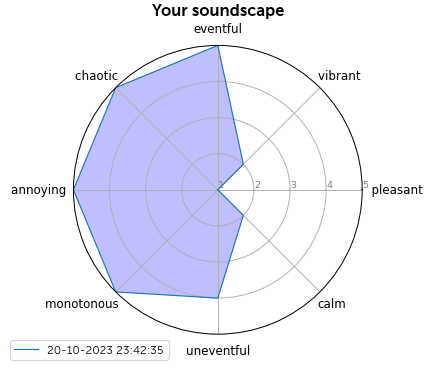 Your soundscape
eventful
chaotic
vibrant
annoying
1 2 3 4 5
pleasant
monotonous
calm
20-10-2023 23:42:35
uneventful